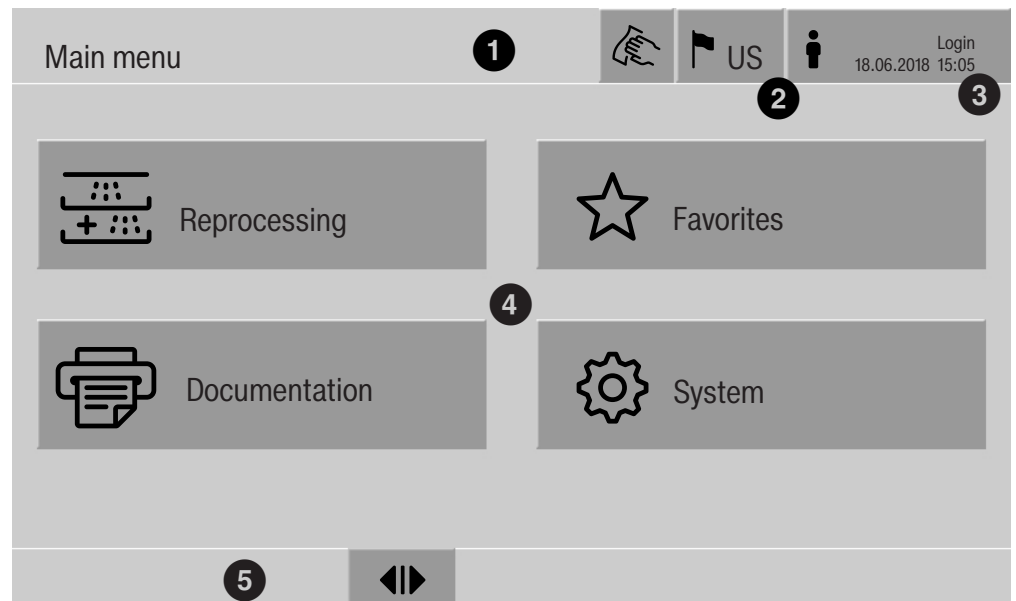 Main menu
1
US
Login
18.06.2018 15:05
2
3
Reprocessing
Favorites
4
Documentation
System
5